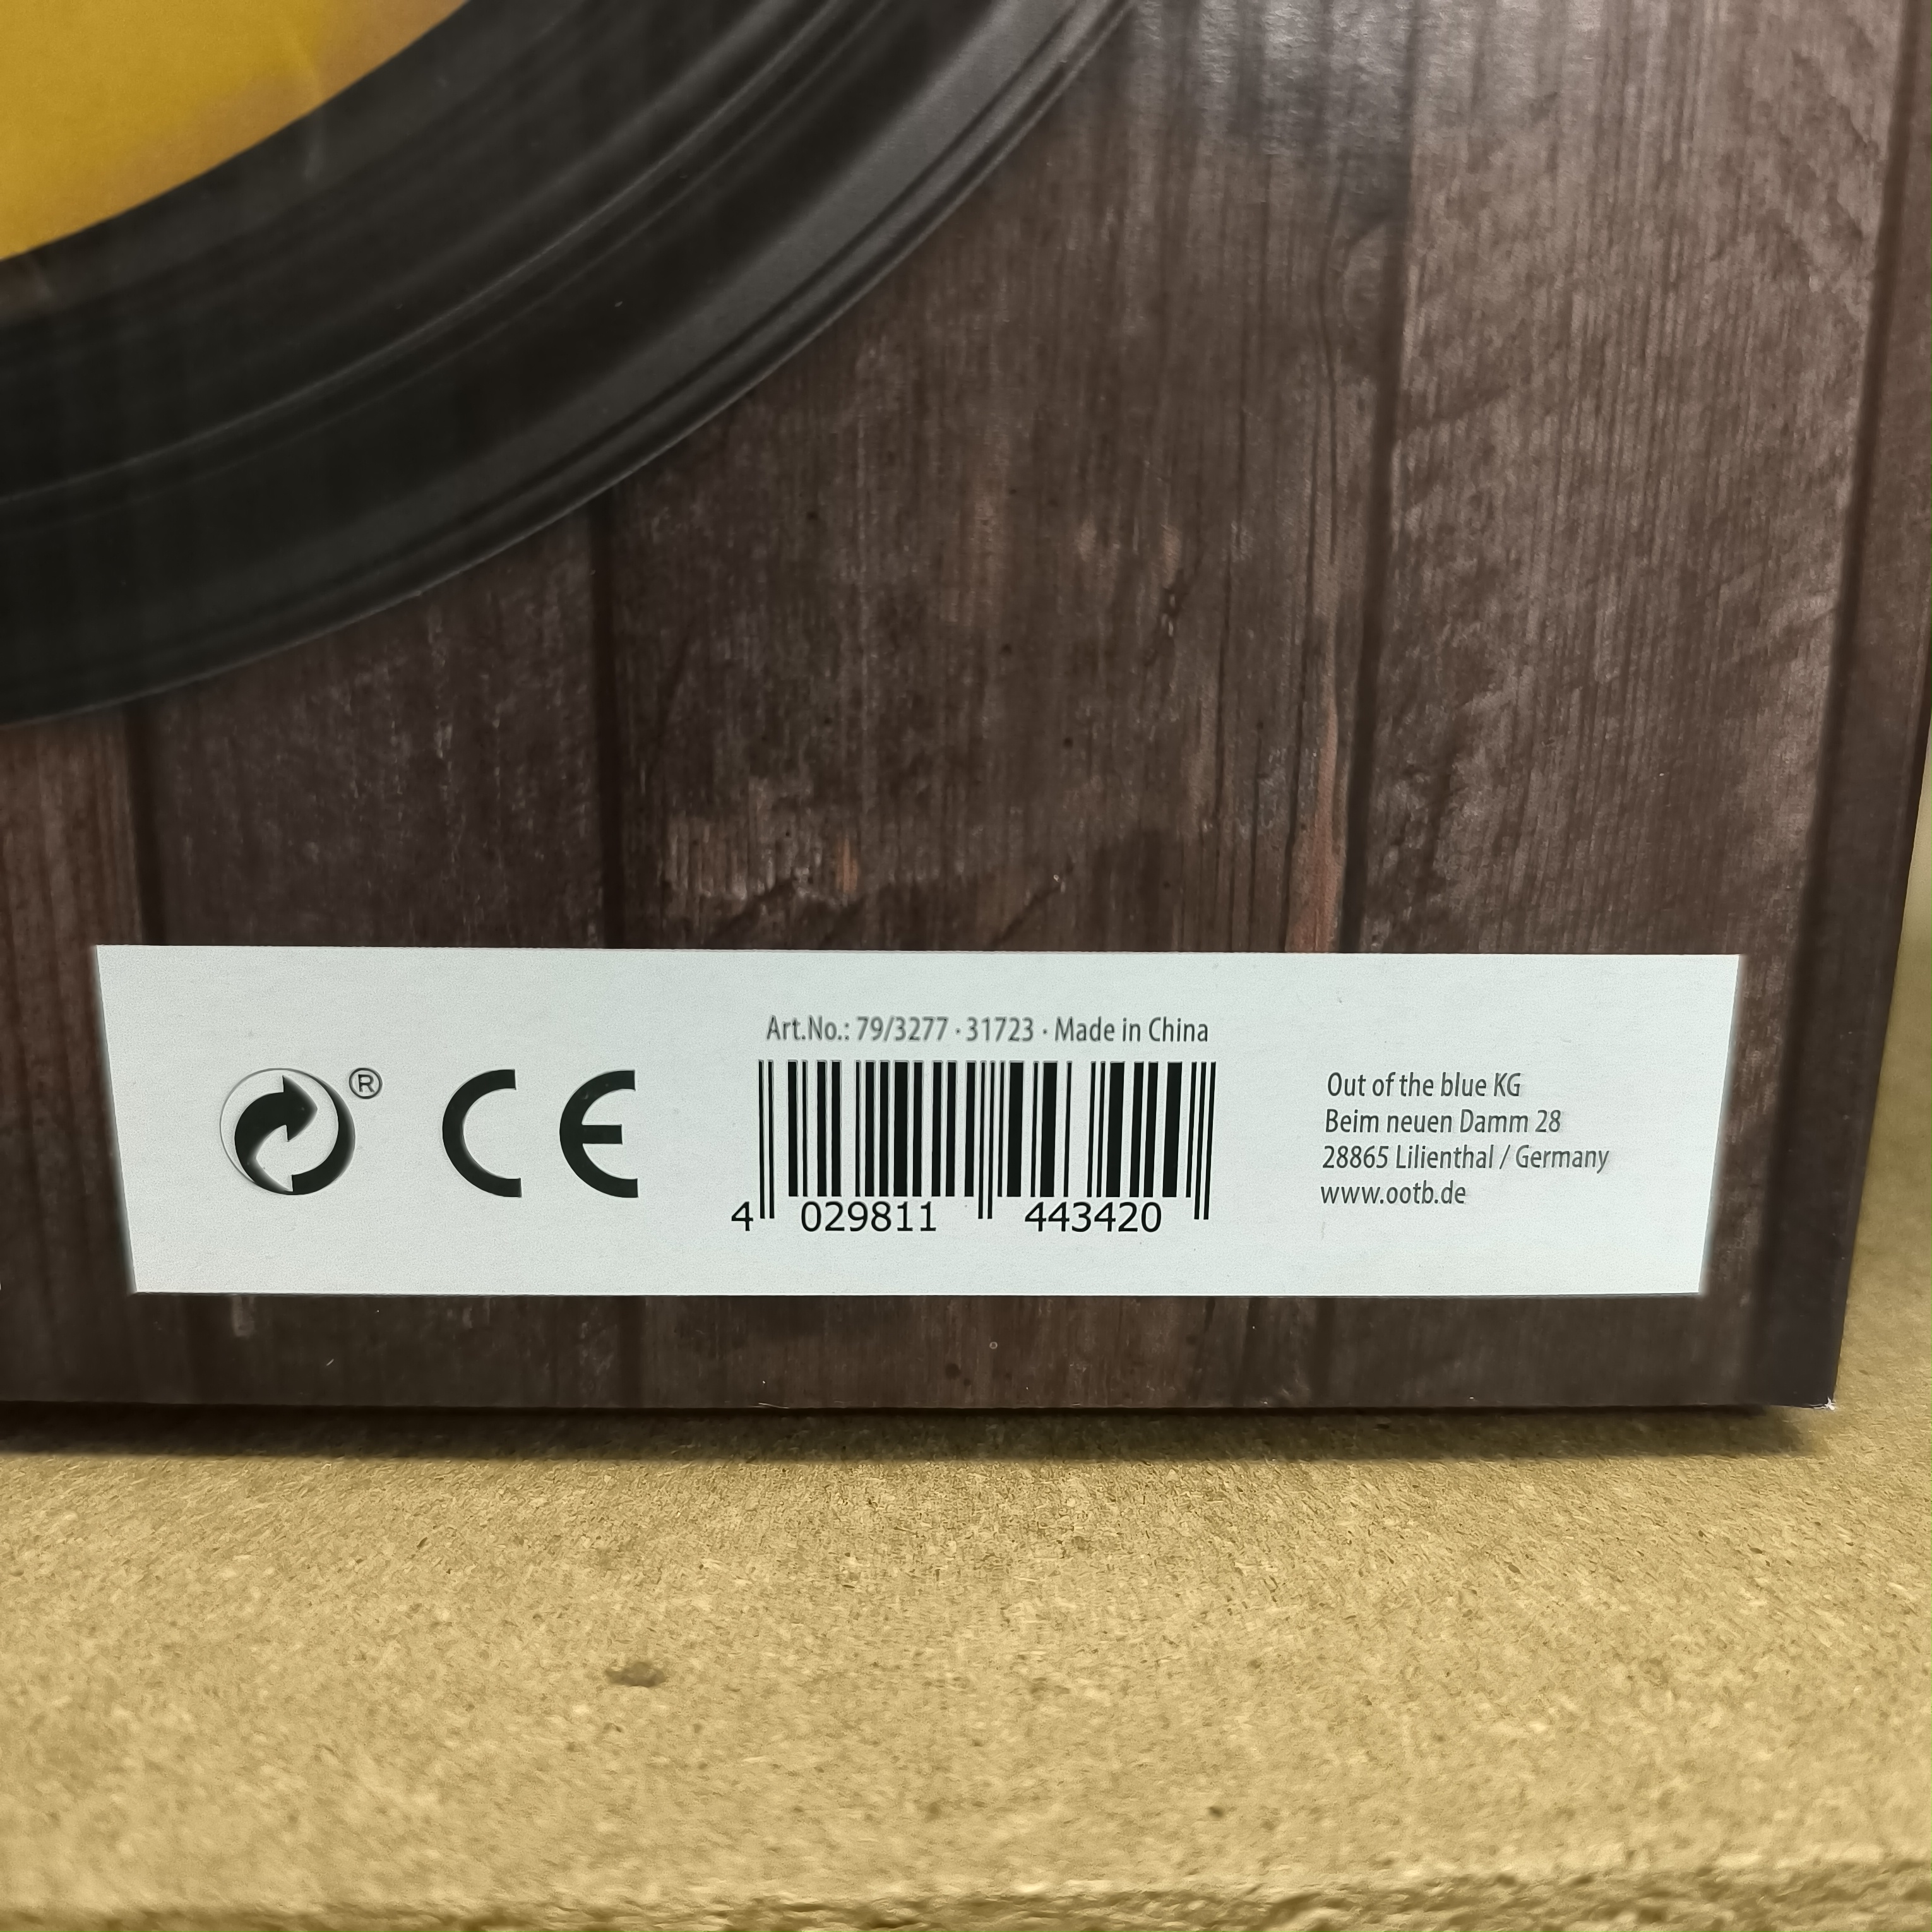 Art.No.: 79/3277 · 31723 · Made in China
®
CE
4 029811 443420
Out of the blue KG
Beim neuen Damm 28
28865 Lilienthal / Germany
www.ootb.de